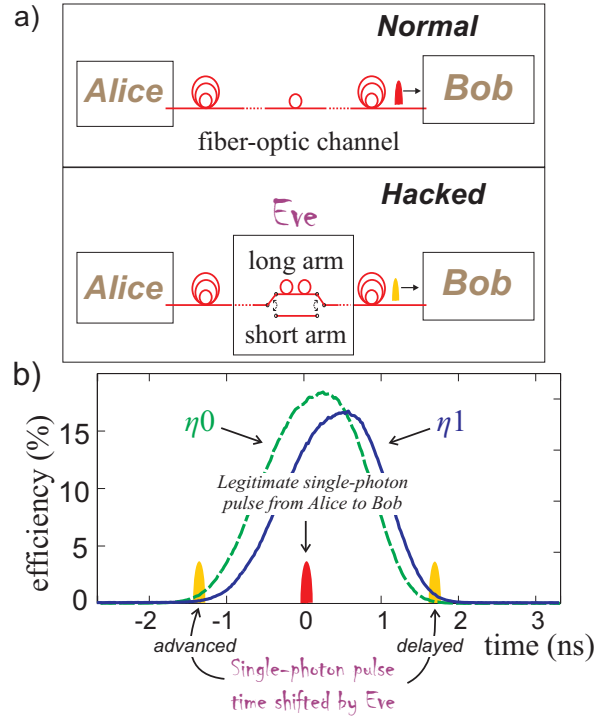 a)
Normal
Alice
Bob
fiber-optic channel
Hacked
Eve
long arm
Alice
Bob
short arm
b)
η0
η1
15
10
5
0
efficiency (%)
Legitimate single-photon
pulse from Alice to Bob
-2
-1
0
1
2
3
time (ns)
advanced
delayed
Single-photon pulse
time shifted by Eve